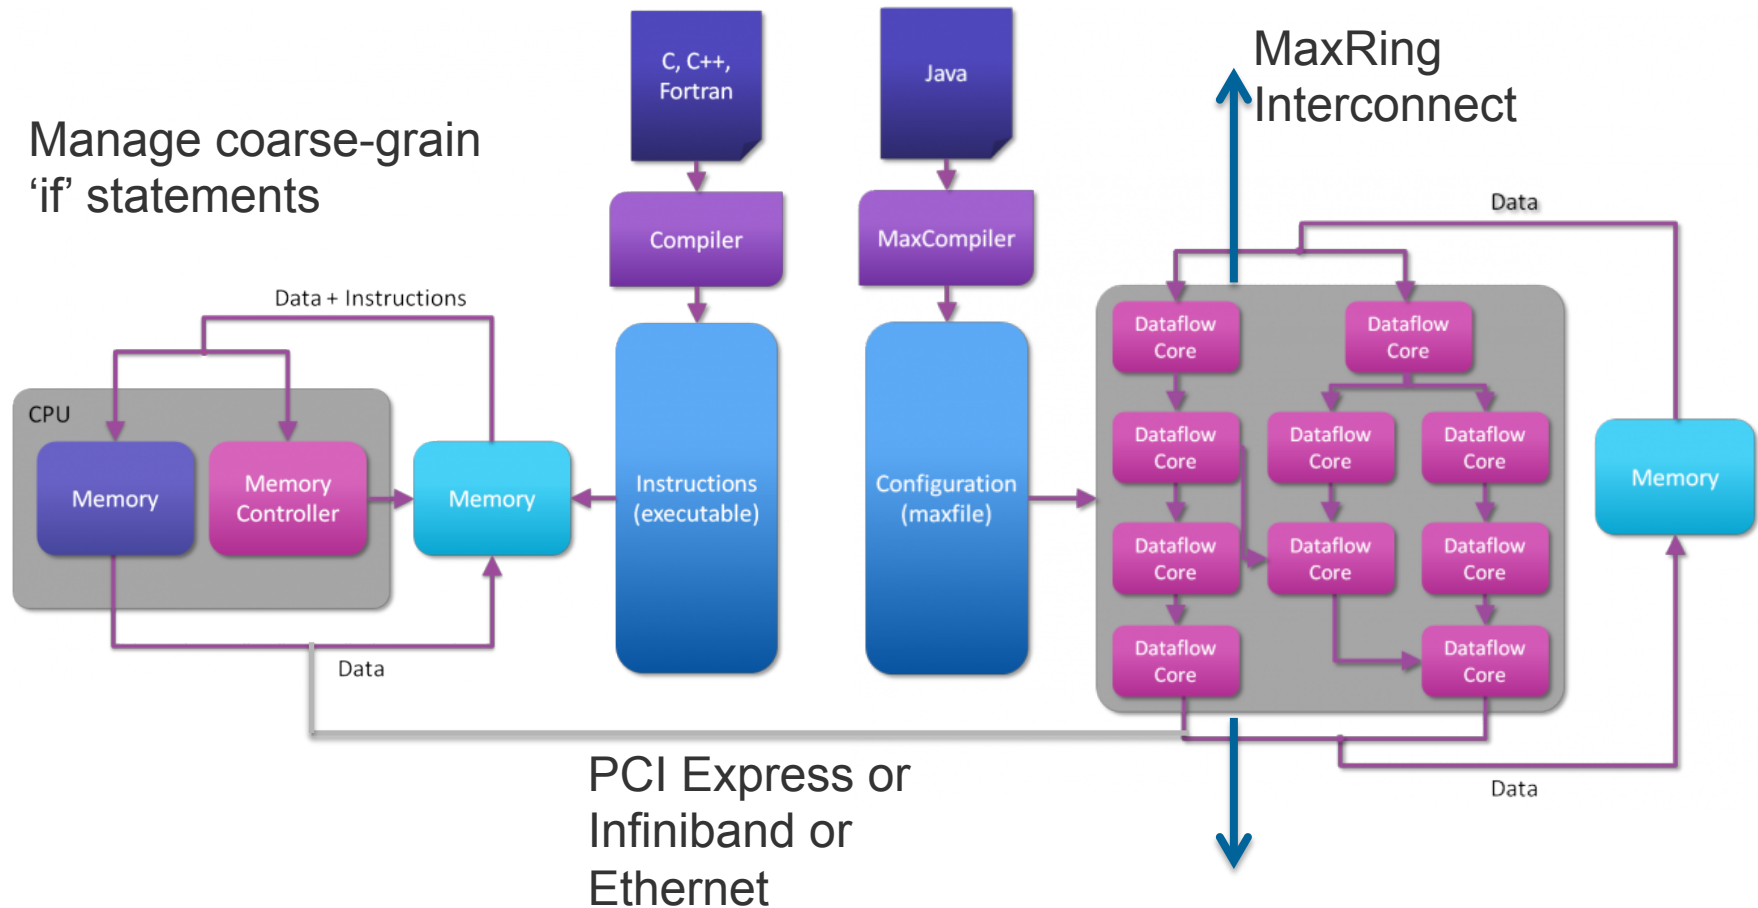 MaxRing
Interconnect
C, C++,
Fortran
Java
Manage coarse-grain
‘if’ statements
Compiler
MaxCompiler
Data
Data + Instructions
CPU
Memory
Memory
Controller
Memory
Instructions
(executable)
Configuration
(maxfile)
Dataflow
Core
Dataflow
Core
Dataflow
Core
Dataflow
Core
Dataflow
Core
Dataflow
Core
Dataflow
Core
Dataflow
Core
Dataflow
Core
Dataflow
Core
Memory
Data
PCI Express or
Infiniband or
Ethernet
Data